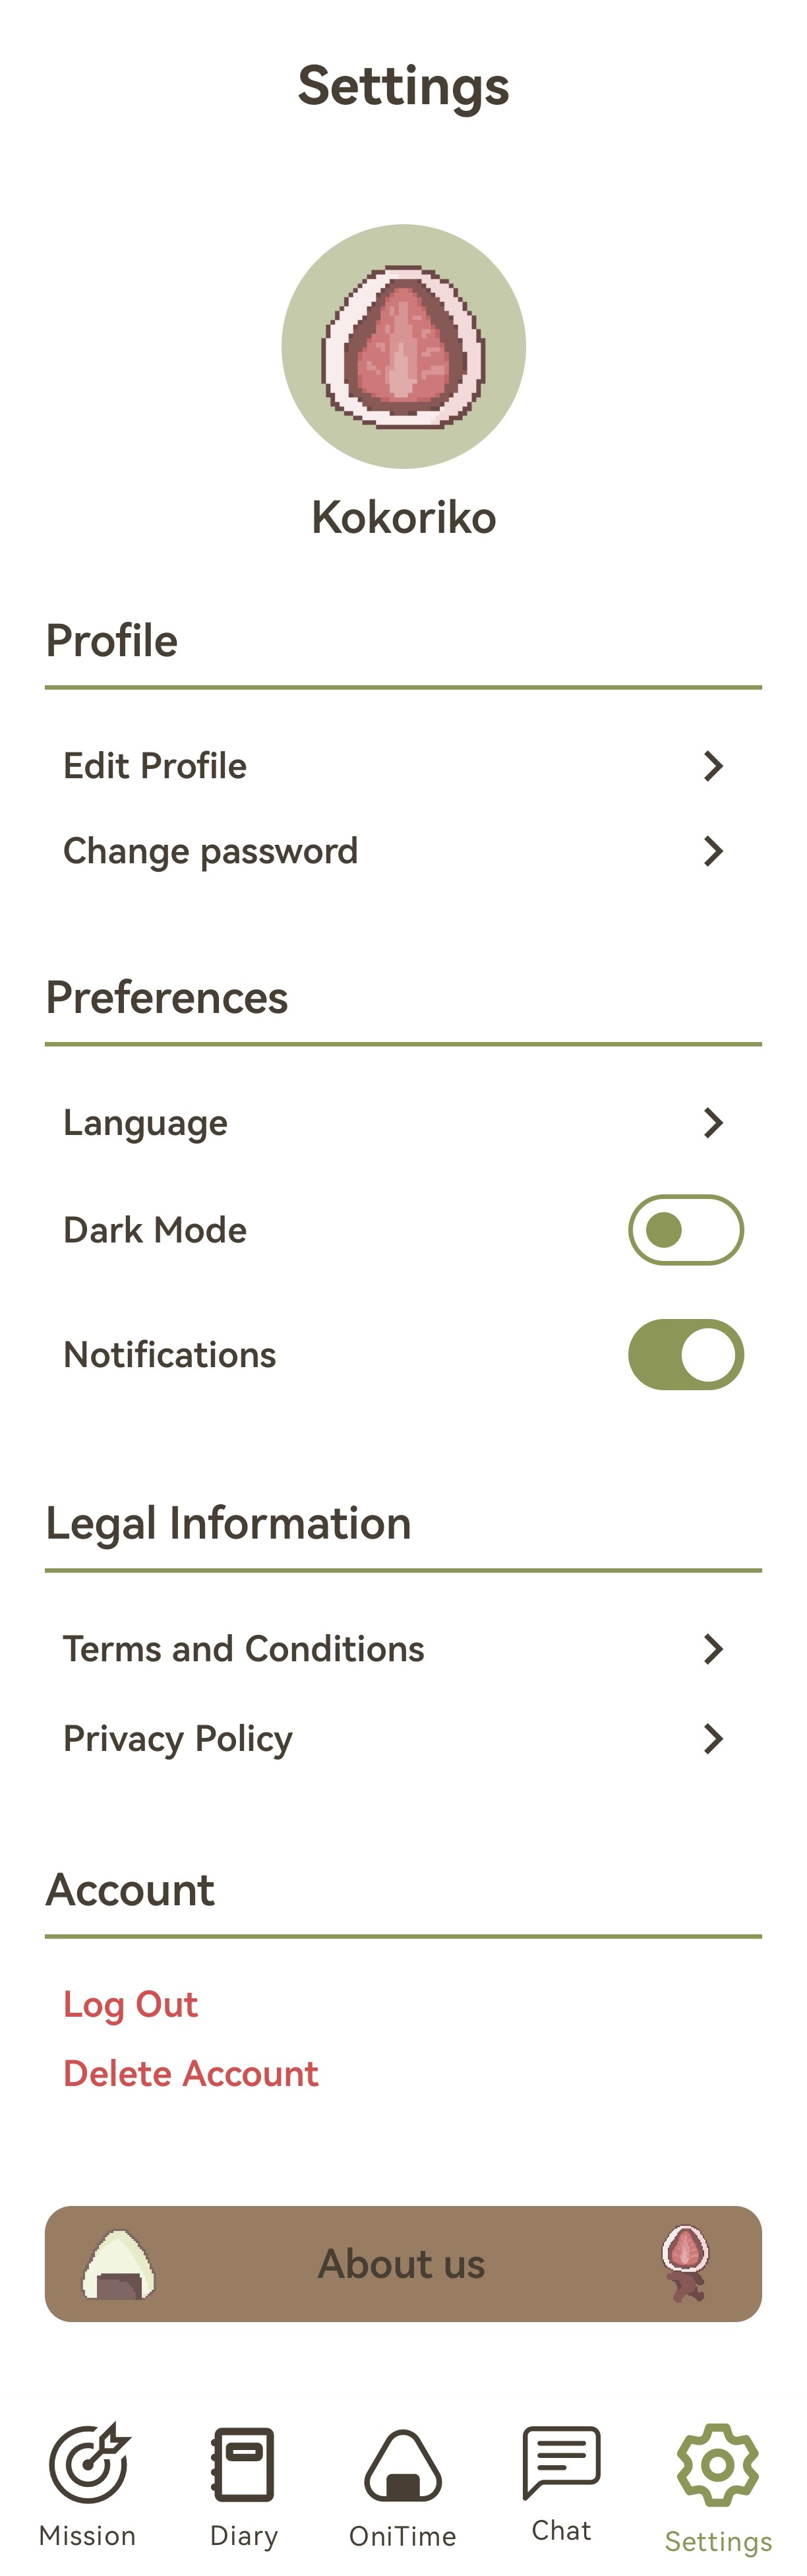 Settings
Kokoriko
Profile
Edit Profile
Change password
Preferences
Language
Dark Mode
Notifications
Legal Information
Terms and Conditions
Privacy Policy
Account
Log Out
Delete Account
About us
Mission
Diary
OniTime
Chat
Settings